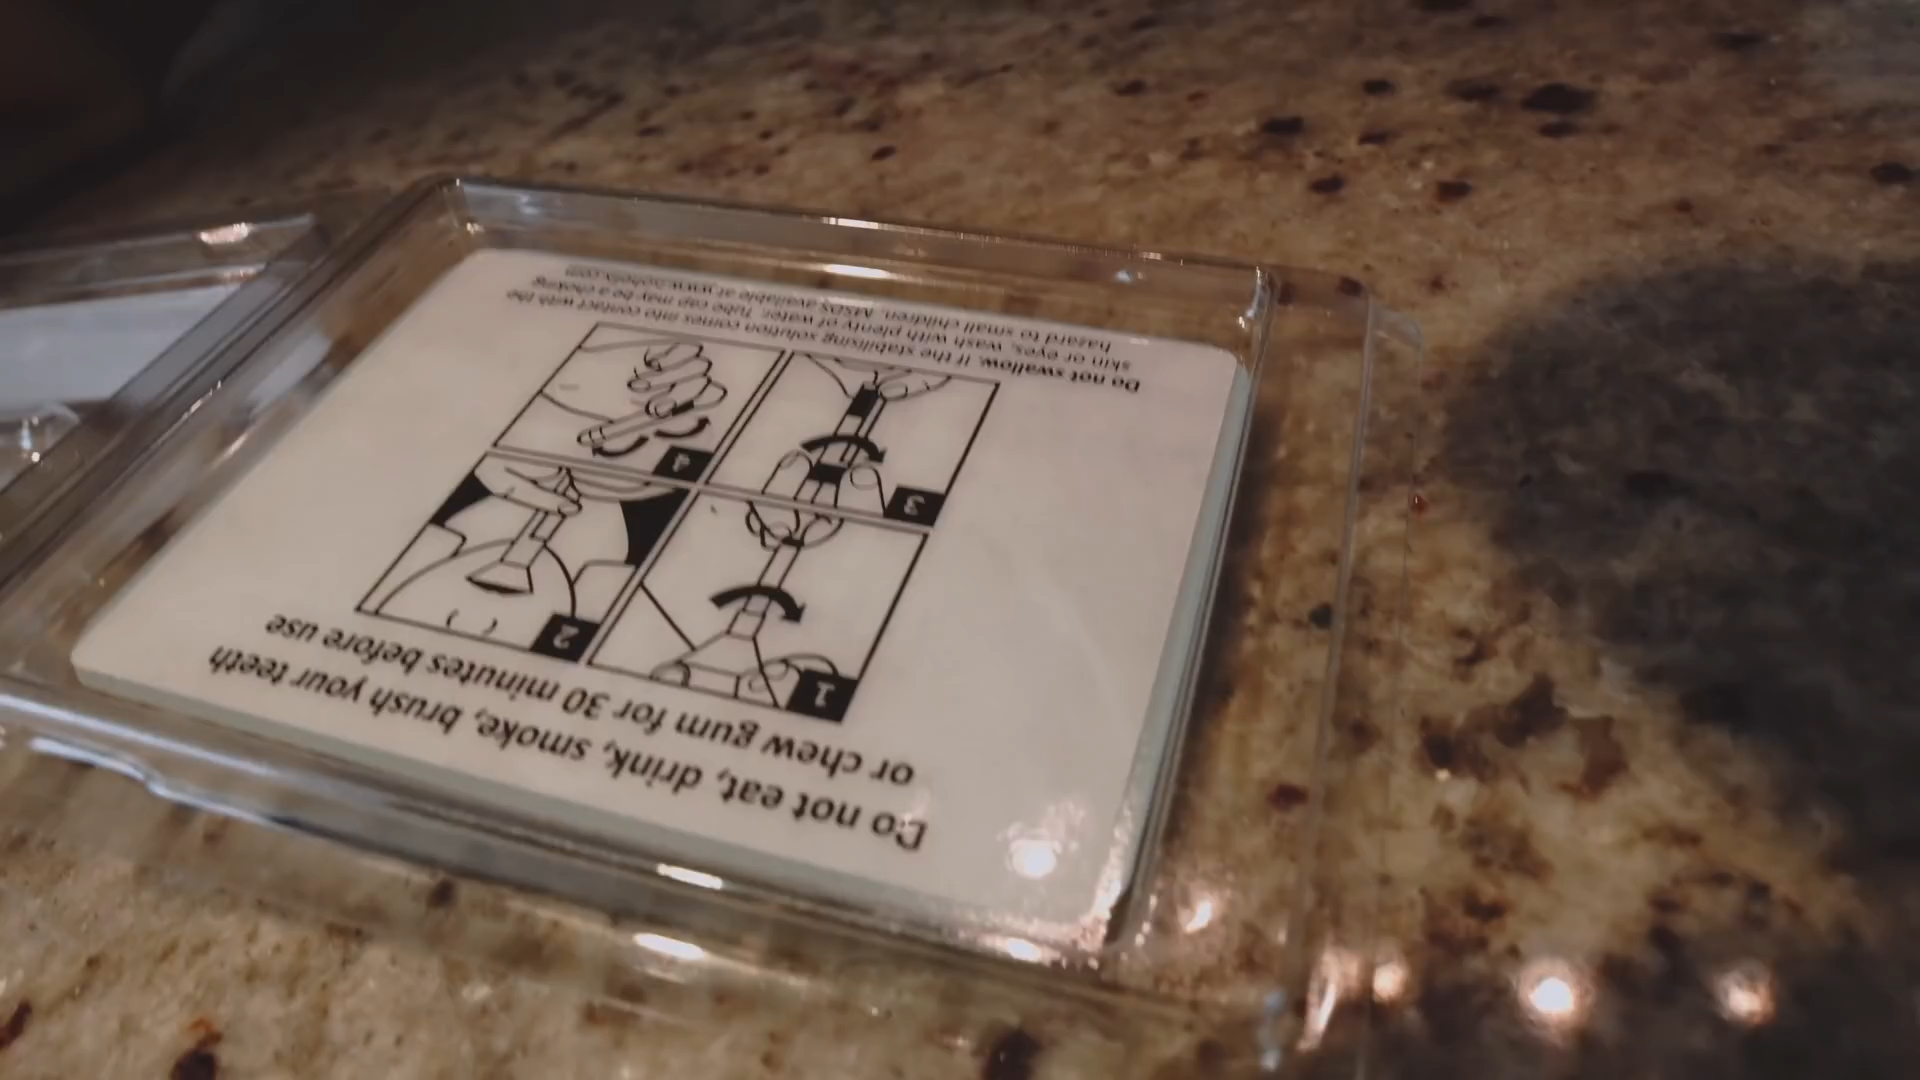 Do not eat, drink, smoke, brush your teeth
or chew gum for 30 minutes before use
1
2
3
4
Do not swallow. If the stabilising solution comes into contact with the
skin or eyes, wash with plenty of water. Tube cap may be a choking
hazard to small children. MSDS available at